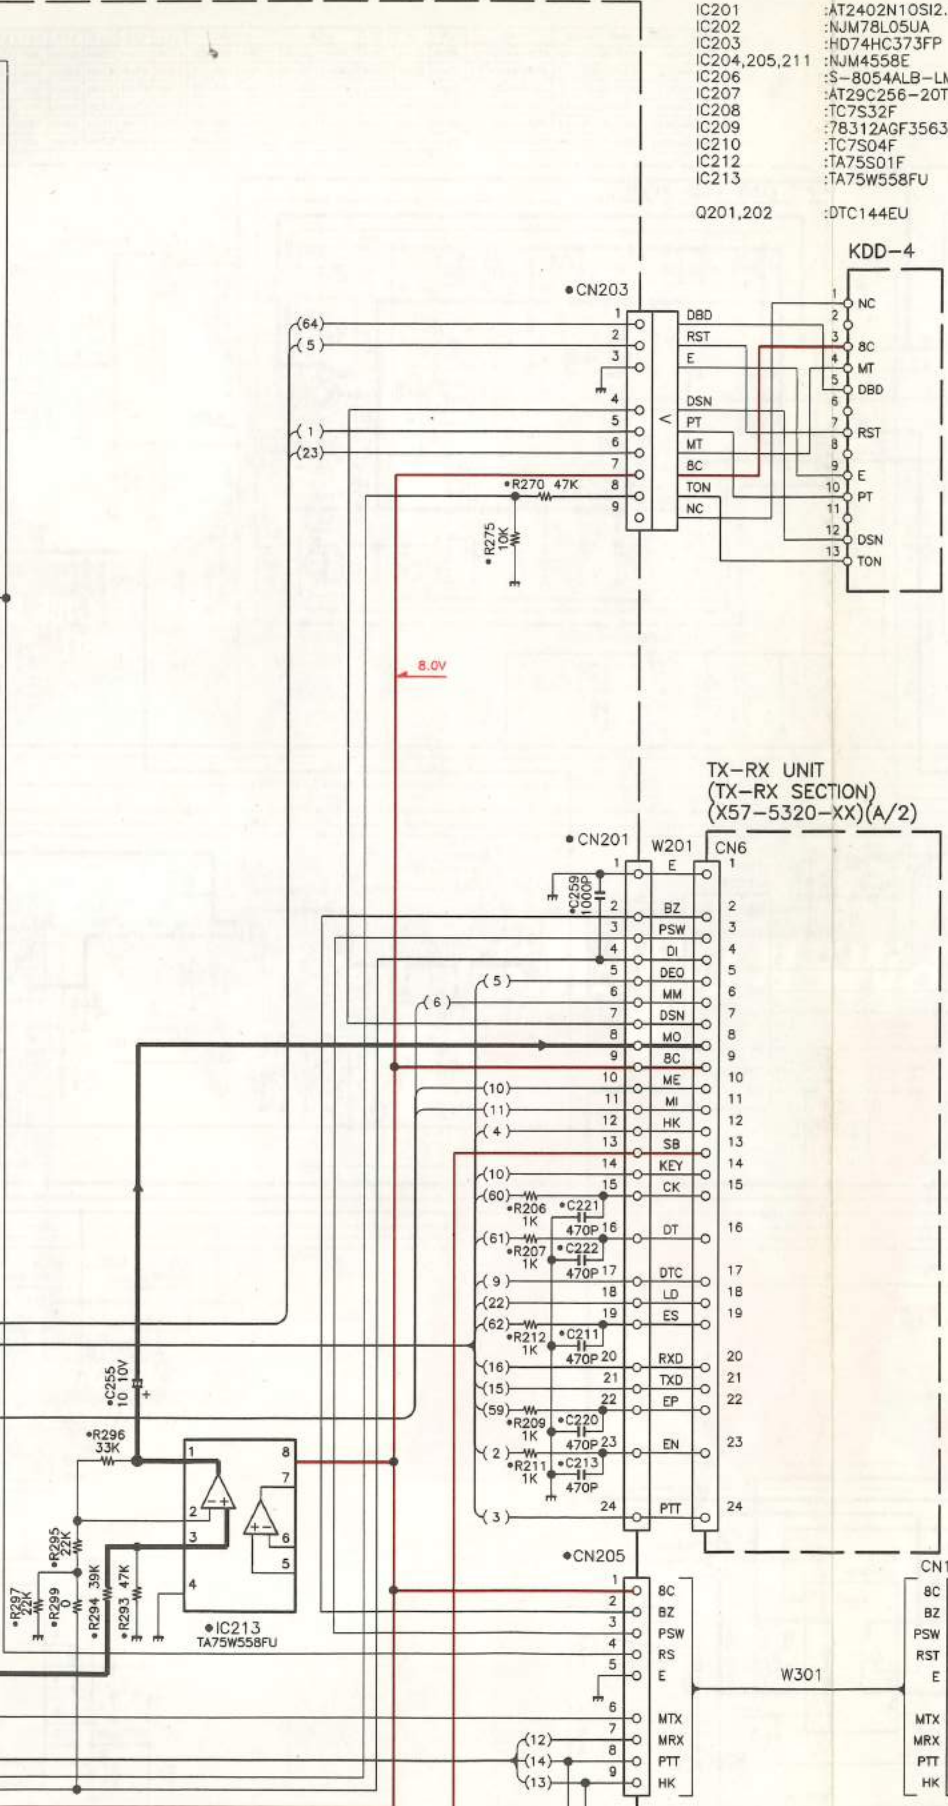 IC201 :AT2402N10SI2.
IC202 :NJM78L05UA
IC203 :HD74HC373FP
IC204,205,211 :NJM4558E
IC206 :S-8054ALB-LM
IC207 :AT29C256-20T
IC208 :TC7S32F
IC209 :78312AGF3563
IC210 :TC7S04F
IC212 :TA75S01F
IC213 :TA75W558FU
Q201,202 :DTC144EU
KDD-4
1 NC
2
3 8C
4 MT
5 DBD
6
7 RST
8
9 E
10 PT
11
12 DSN
13 TON
•CN203
(64) 1 DBD
(5) 2 RST
3 E
4 DSN
(1) 5 PT
(23) 6 MT
7 8C
8 TON
9 NC
V
•R270 47K
•R275
10K
8.0V
TX-RX UNIT
(TX-RX SECTION)
(X57-5320-XX)(A/2)
•CN201 W201 CN6
1 E 1
•C259
1000P
2 BZ 2
3 PSW 3
4 DI 4
(5) 5 DEO 5
(6) 6 MM 6
7 DSN 7
8 MO 8
9 8C 9
(10) 10 ME 10
(11) 11 MI 11
(4) 12 HK 12
13 SB 13
(10) 14 KEY 14
(60) 15 CK 15
•R206
1K
•C221
470P
(61) 16 DT 16
•R207
1K
•C222
470P
(9) 17 DTC 17
(22) 18 LD 18
(62) 19 ES 19
•R212
1K
•C211
470P
(16) 20 RXD 20
(15) 21 TXD 21
(59) 22 EP 22
•R209
1K
•C220
470P
(2) 23 EN 23
•R211
1K
•C213
470P
(3) 24 PTT 24
•C255
10 10V
+
•R296
33K
1 8
7
2
3 6
5
4
- +
+ -
•R295
22K
•R297
22K
•R299
0
•R294 39K
•R293 47K
•IC213
TA75W558FU
•CN205
1 8C
2 BZ
3 PSW
4 RS
5 E
6 MTX
(12) 7 MRX
(14) 8 PTT
(13) 9 HK
W301
CN1
8C
BZ
PSW
RST
E
MTX
MRX
PTT
HK